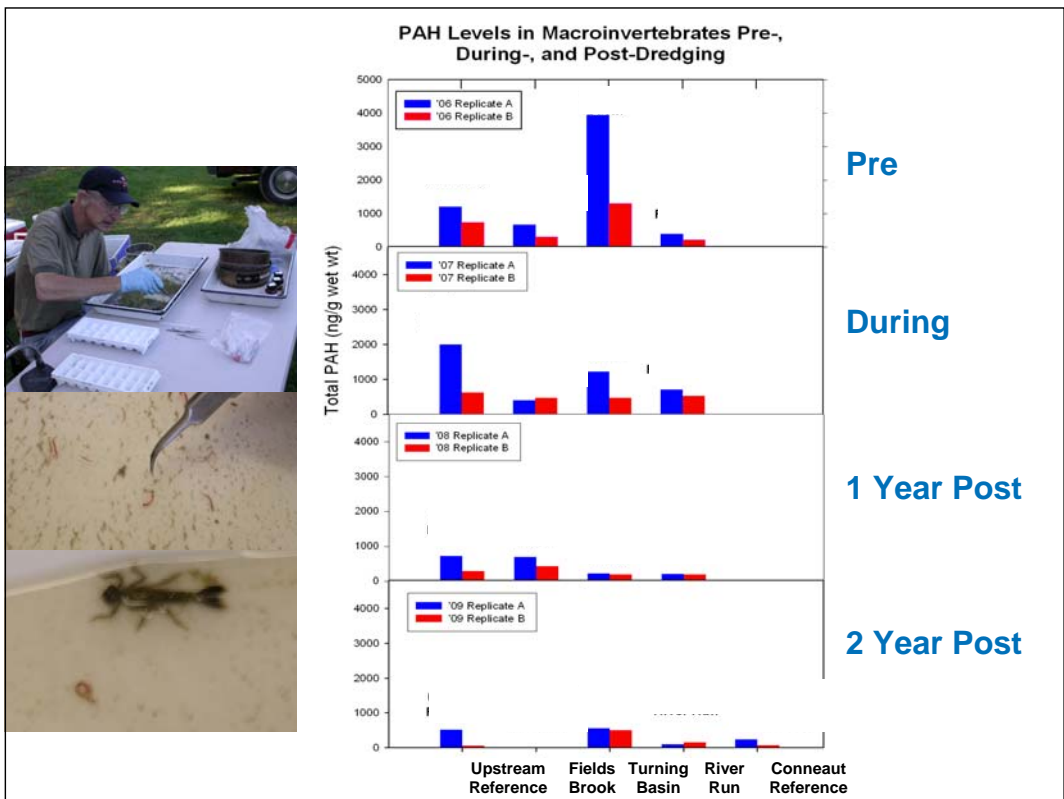 PAH Levels in Macroinvertebrates Pre-,
During-, and Post-Dredging
Total PAH (ng/g wet wt)
5000
4000
3000
2000
1000
0
'06 Replicate A
'06 Replicate B
Pre
4000
3000
2000
1000
0
'07 Replicate A
'07 Replicate B
During
4000
3000
2000
1000
0
'08 Replicate A
'08 Replicate B
1 Year Post
4000
3000
2000
1000
0
'09 Replicate A
'09 Replicate B
2 Year Post
Upstream
Reference
Fields
Brook
Turning
Basin
River
Run
Conneaut
Reference